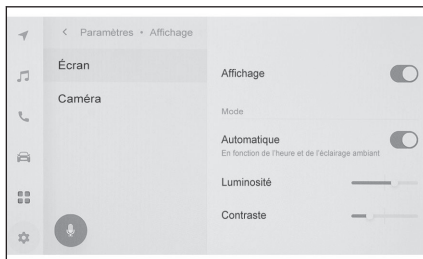 Paramètres • Affichage
Écran
Caméra
Affichage
Mode
Automatique
En fonction de l'heure et de l'éclairage ambiant
Luminosité
Contraste